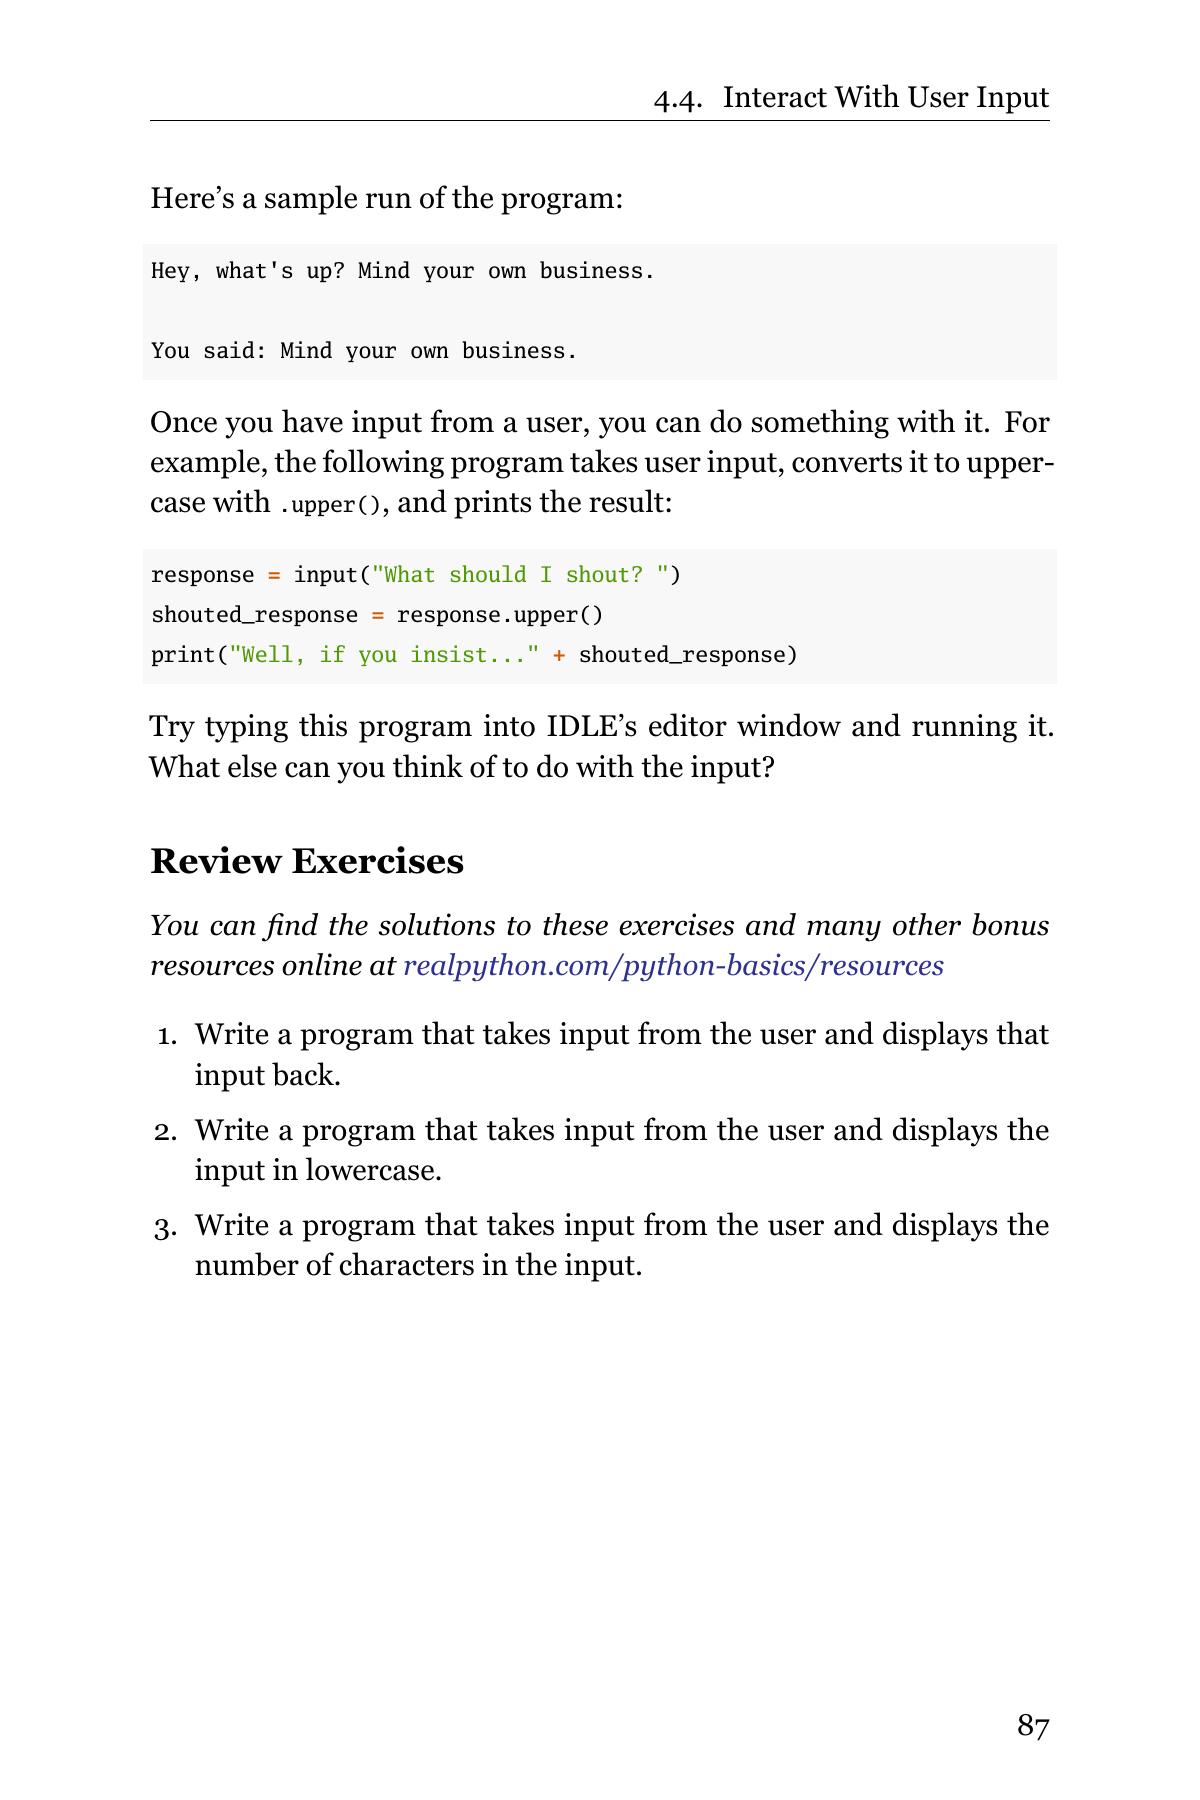 4.4. Interact With User Input
Here’s a sample run of the program:
Hey, what's up? Mind your own business.
You said: Mind your own business.
Once you have input from a user, you can do something with it. For
example, the following program takes user input, converts it to upper-
case with .upper(), and prints the result:
response = input("What should I shout? ")
shouted_response = response.upper()
print("Well, if you insist..." + shouted_response)
Try typing this program into IDLE’s editor window and running it.
What else can you think of to do with the input?
Review Exercises
You can find the solutions to these exercises and many other bonus
resources online at realpython.com/python-basics/resources
1. Write a program that takes input from the user and displays that
input back.
2. Write a program that takes input from the user and displays the
input in lowercase.
3. Write a program that takes input from the user and displays the
number of characters in the input.
87